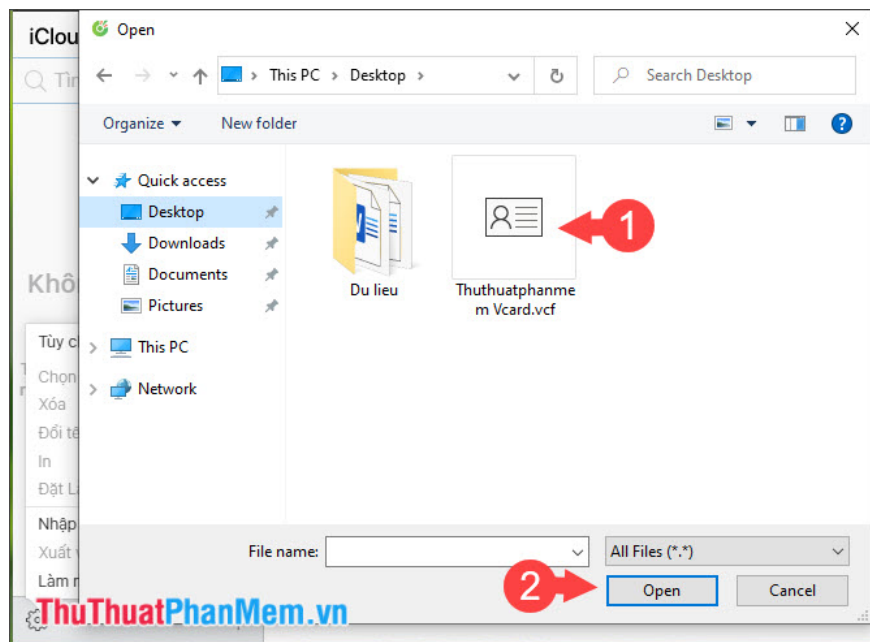 iClou
Open
Tìr
This PC > Desktop >
Search Desktop
Organize
New folder
Quick access
Desktop
Downloads
Documents
Pictures
This PC
Network
Du lieu
Thuthuatphanme
m Vcard.vcf
1
Khô
Tùy c
Chọn
Xóa
Đổi tê
In
Đặt L
Nhập
Xuất
Làm
File name:
All Files (*.*)
2
Open
Cancel
ThuThuatPhanMem.vn